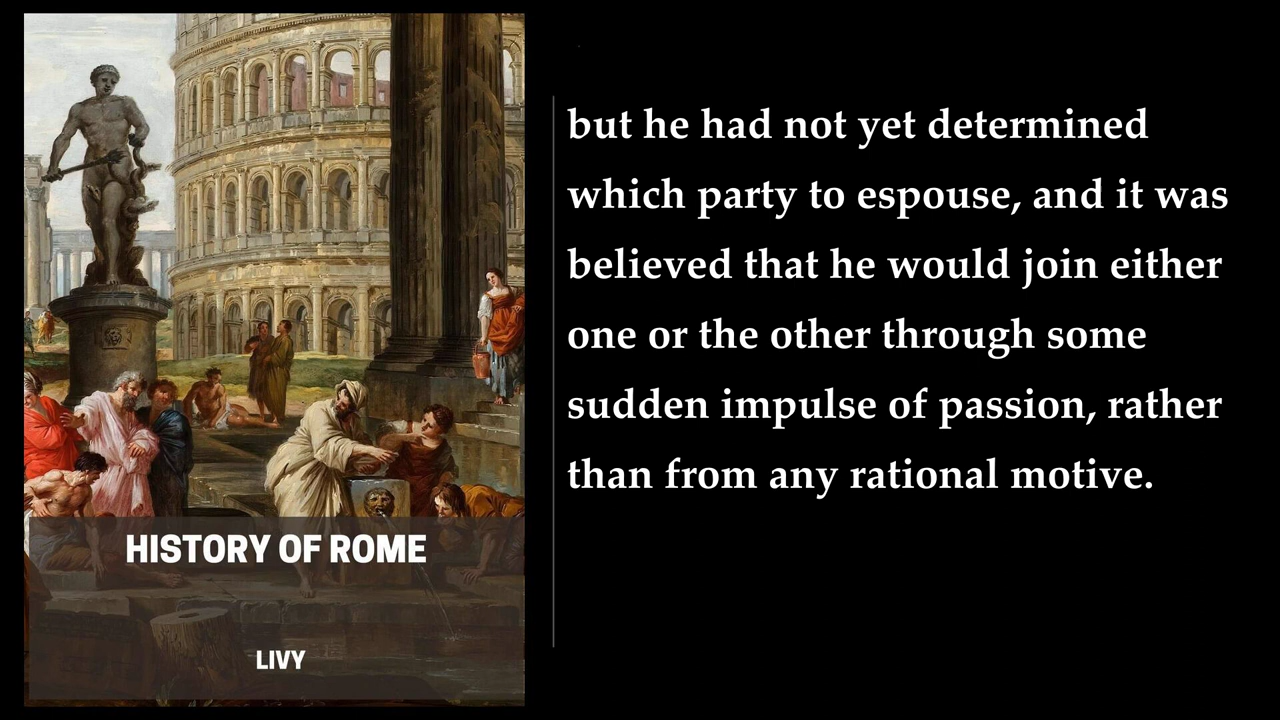 HISTORY OF ROME
LIVY
but he had not yet determined
which party to espouse, and it was
believed that he would join either
one or the other through some
sudden impulse of passion, rather
than from any rational motive.